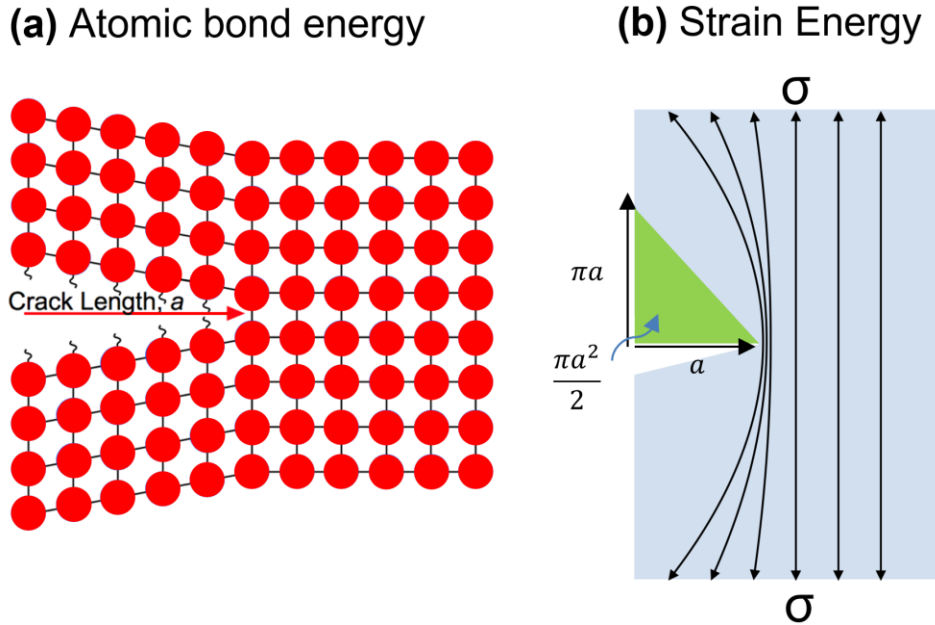 (a) Atomic bond energy
(b) Strain Energy
Crack Length, a
σ
πa
a
πa²
2
σ